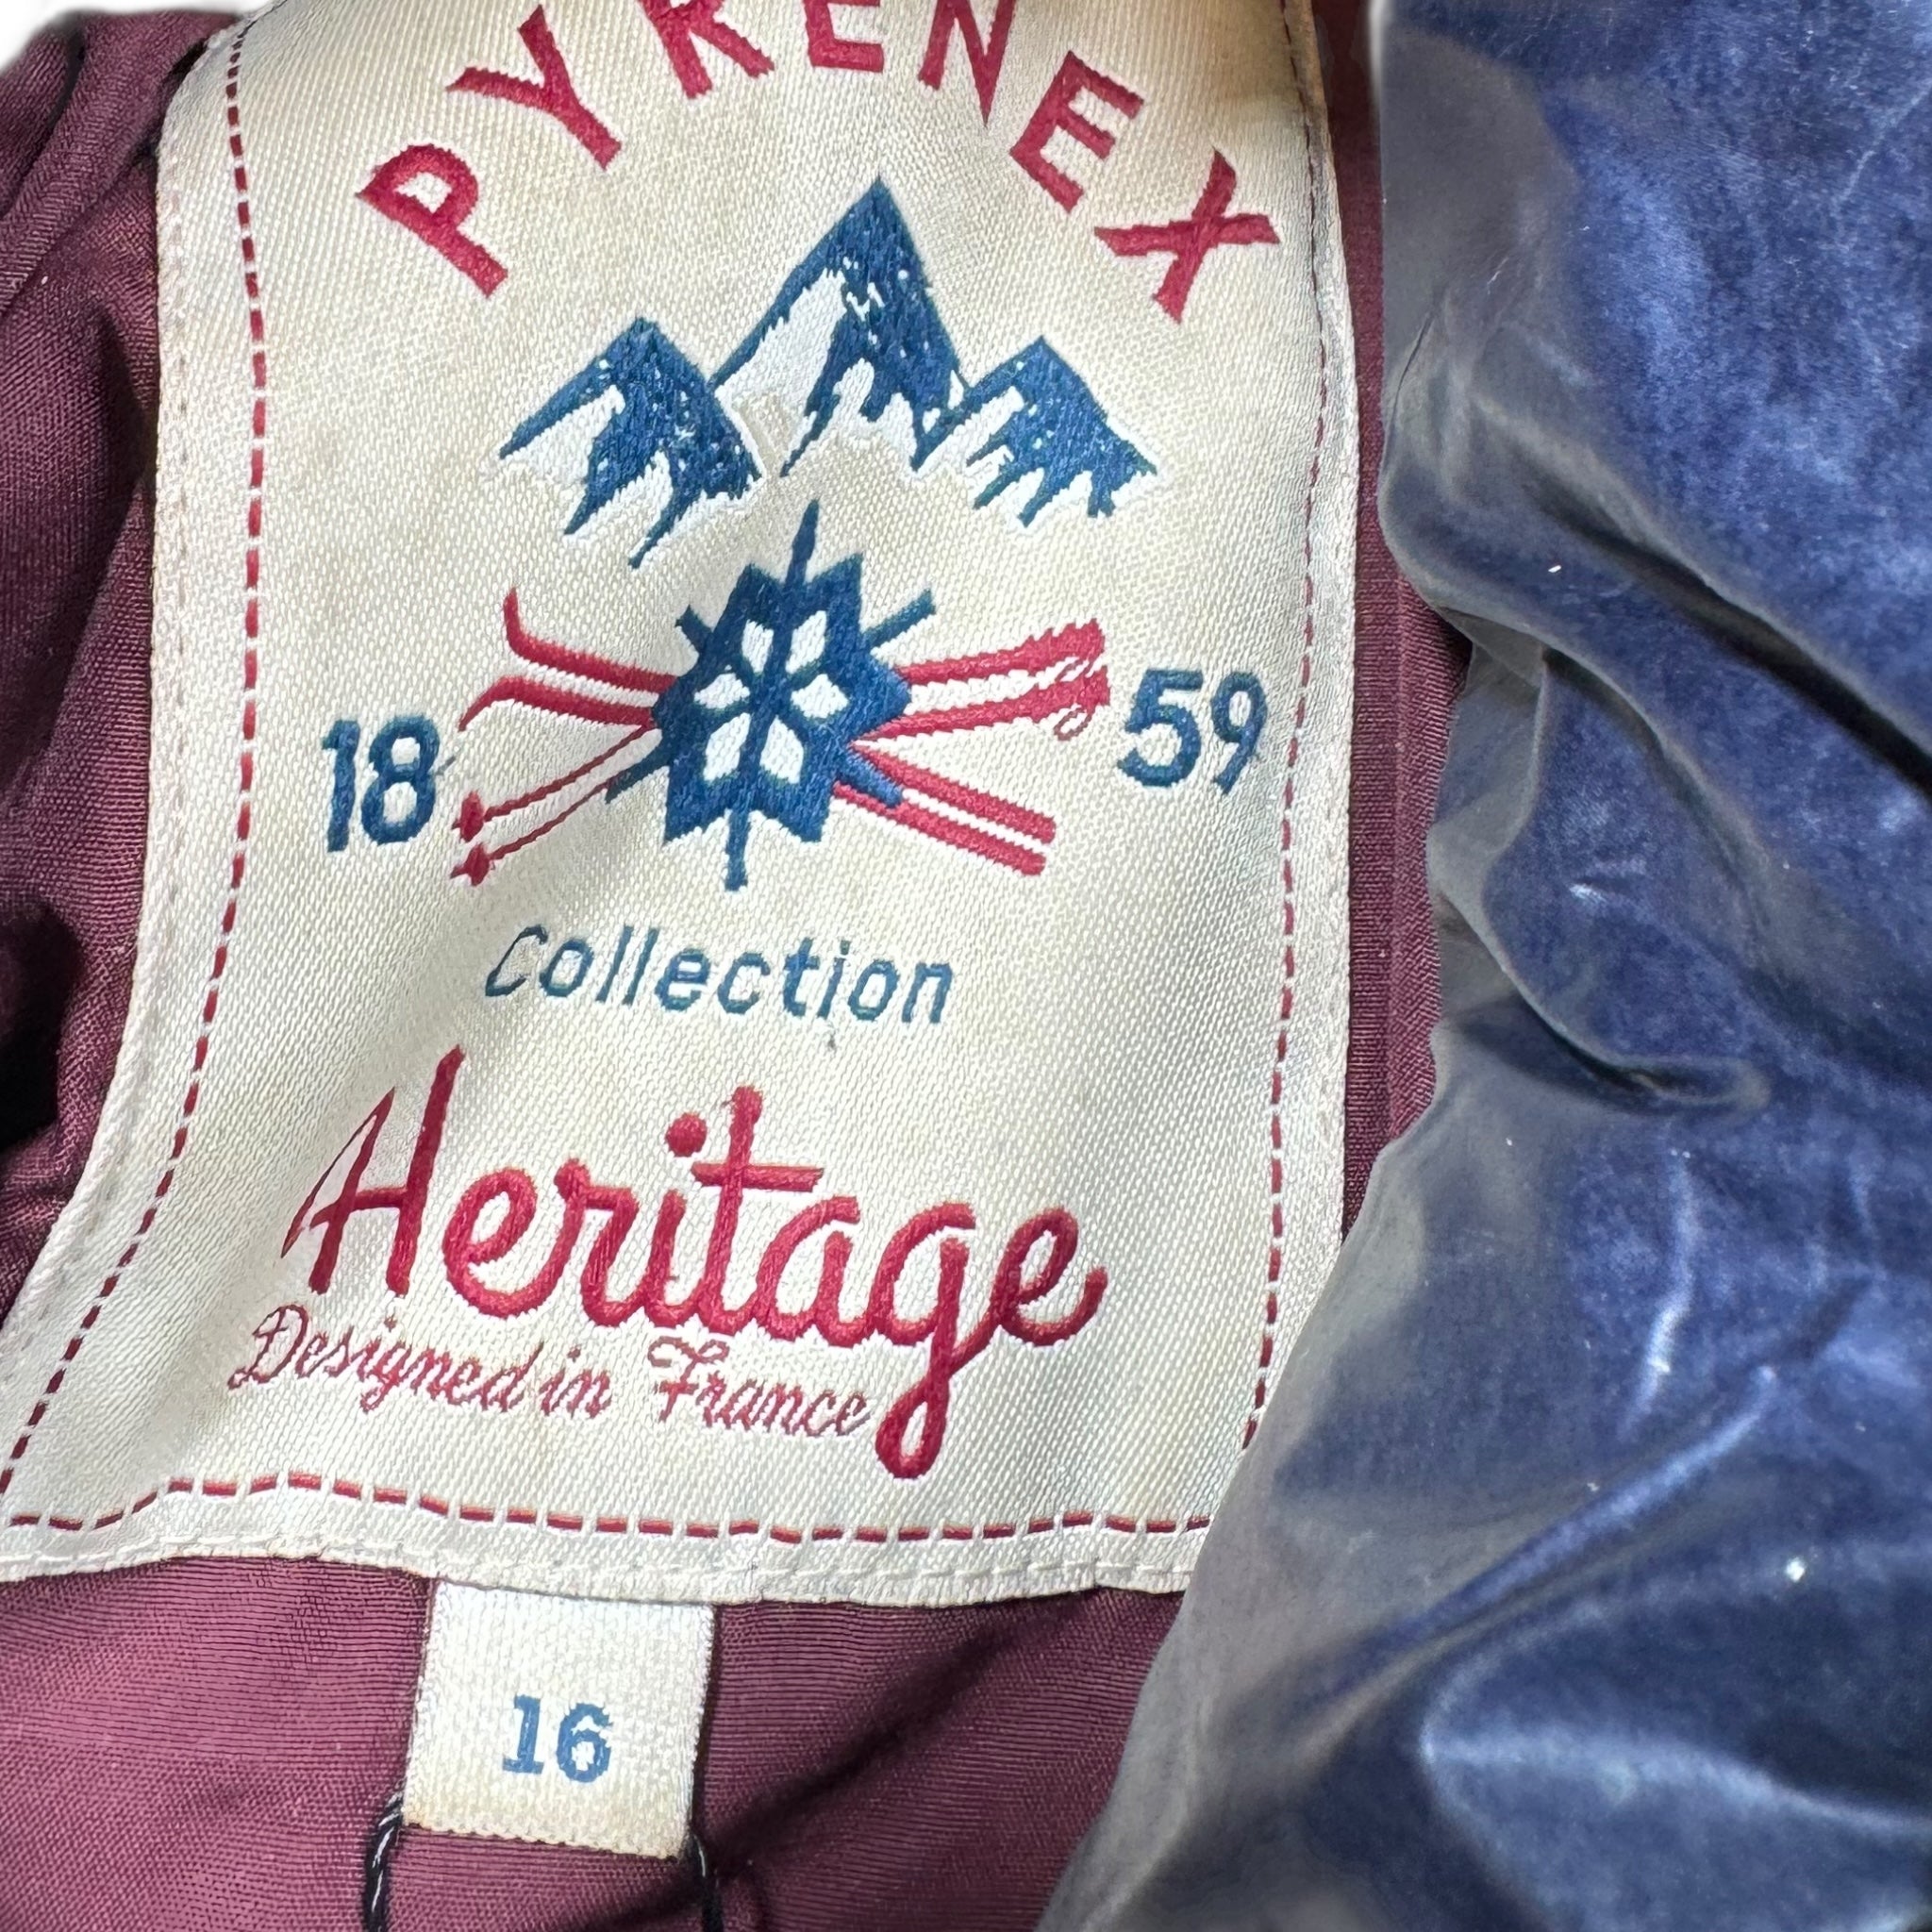 PYRENEX
18 59
Collection
Heritage
Designed in France
16